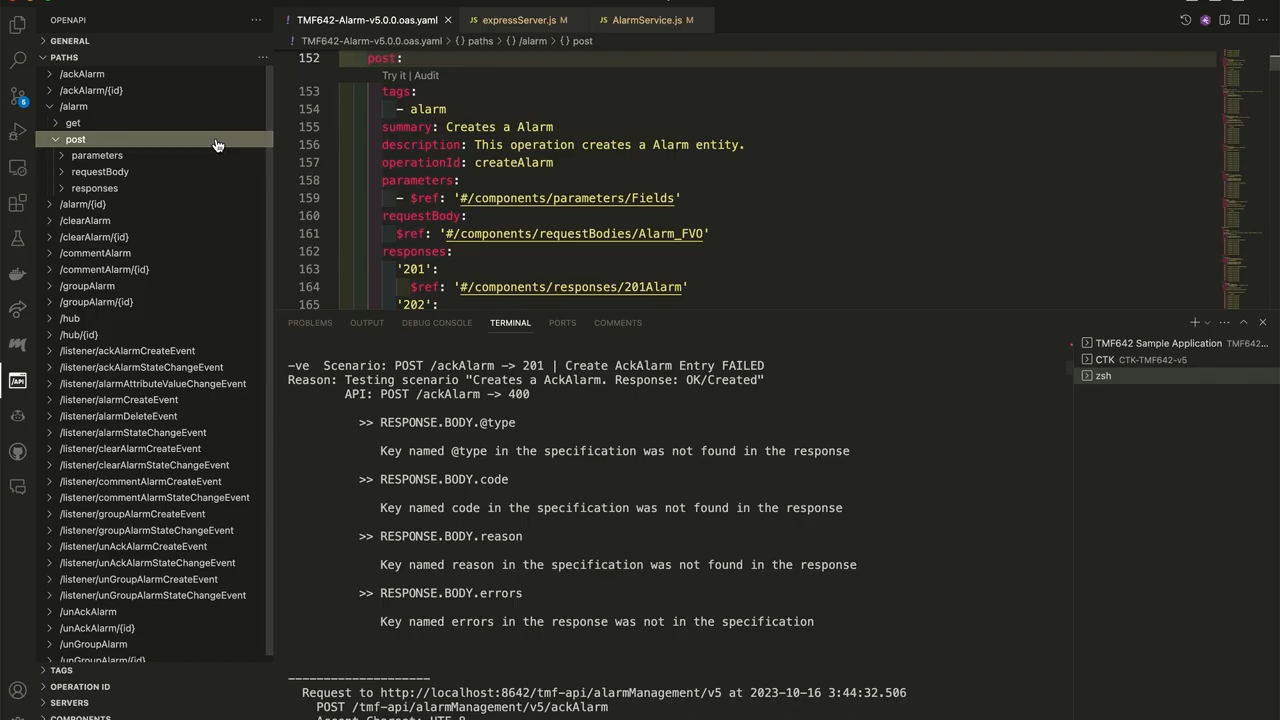 OPENAPI
TMF642-Alarm-v5.0.0.oas.yaml
expressServer.js M
AlarmService.js M
GENERAL
PATHS
/ackAlarm
/ackAlarm/{id}
/alarm
get
post
parameters
requestBody
responses
/alarm/{id}
/clearAlarm
/clearAlarm/{id}
/commentAlarm
/commentAlarm/{id}
/groupAlarm
/groupAlarm/{id}
/hub
/hub/{id}
/listener/ackAlarmCreateEvent
/listener/ackAlarmStateChangeEvent
/listener/alarmAttributeValueChangeEvent
/listener/alarmCreateEvent
/listener/alarmDeleteEvent
/listener/alarmStateChangeEvent
/listener/clearAlarmCreateEvent
/listener/clearAlarmStateChangeEvent
/listener/commentAlarmCreateEvent
/listener/commentAlarmStateChangeEvent
/listener/groupAlarmCreateEvent
/listener/groupAlarmStateChangeEvent
/listener/unAckAlarmCreateEvent
/listener/unAckAlarmStateChangeEvent
/listener/unGroupAlarmCreateEvent
/listener/unGroupAlarmStateChangeEvent
/unAckAlarm
/unAckAlarm/{id}
/unGroupAlarm
/unGroupAlarm/{id}
TAGS
OPERATION ID
SERVERS
COMPONENTS
6
/API
TMF642-Alarm-v5.0.0.oas.yaml > {} paths > {} /alarm > {} post
152 post:
Try it | Audit
153 tags:
154 - alarm
155 summary: Creates a Alarm
156 description: This operation creates a Alarm entity.
157 operationId: createAlarm
158 parameters:
159 - $ref: '#/components/parameters/Fields'
160 requestBody:
161 $ref: '#/components/requestBodies/Alarm_FVO'
162 responses:
163 '201':
164 $ref: '#/components/responses/201Alarm'
165 '202':
PROBLEMS OUTPUT DEBUG CONSOLE TERMINAL PORTS COMMENTS
-ve Scenario: POST /ackAlarm -> 201 | Create AckAlarm Entry FAILED
Reason: Testing scenario "Creates a AckAlarm. Response: OK/Created"
API: POST /ackAlarm -> 400
>> RESPONSE.BODY.@type
Key named @type in the specification was not found in the response
>> RESPONSE.BODY.code
Key named code in the specification was not found in the response
>> RESPONSE.BODY.reason
Key named reason in the specification was not found in the response
>> RESPONSE.BODY.errors
Key named errors in the response was not in the specification
--------------------
Request to http://localhost:8642/tmf-api/alarmManagement/v5 at 2023-10-16 3:44:32.506
POST /tmf-api/alarmManagement/v5/ackAlarm
Accept-Charset: UTF-8
TMF642 Sample Application TMF642...
CTK CTK-TMF642-v5
zsh